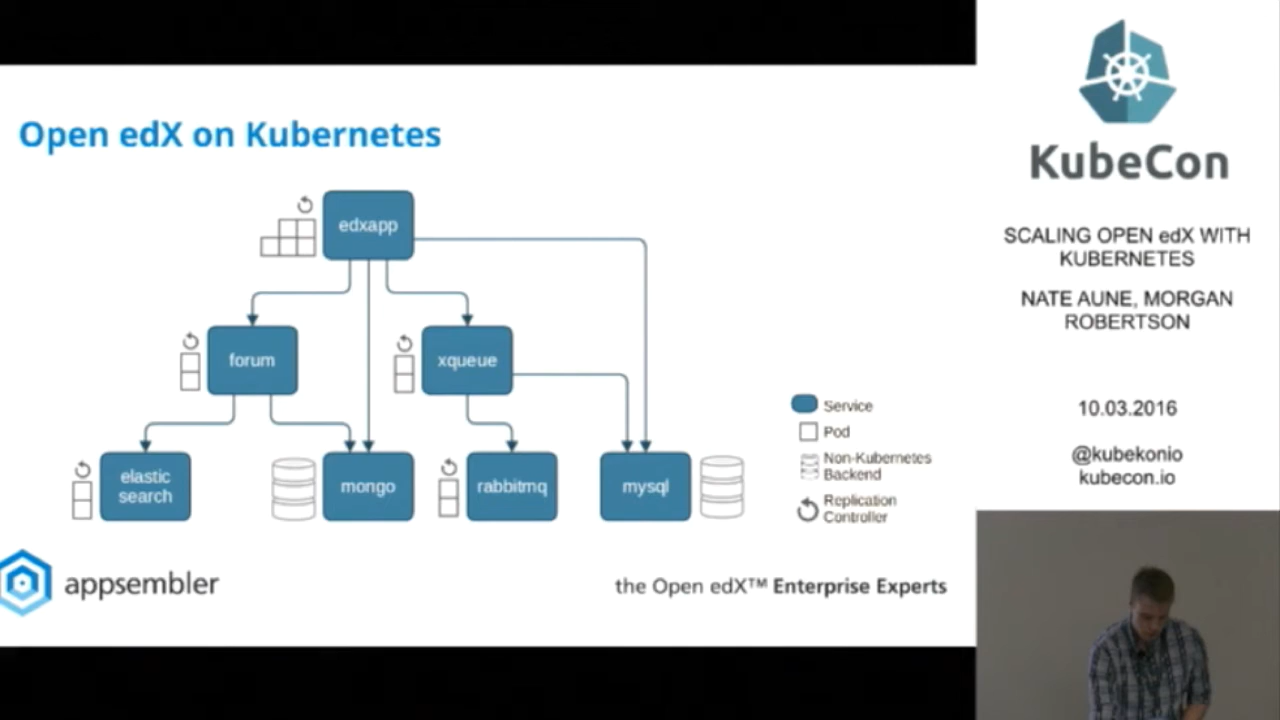 Open edX on Kubernetes
edxapp
forum
xqueue
elastic
search
mongo
rabbitmq
mysql
Service
Pod
Non-Kubernetes
Backend
Replication
Controller
appsembler
the Open edX™ Enterprise Experts
KubeCon
SCALING OPEN edX WITH
KUBERNETES
NATE AUNE, MORGAN
ROBERTSON
10.03.2016
@kubekonio
kubecon.io